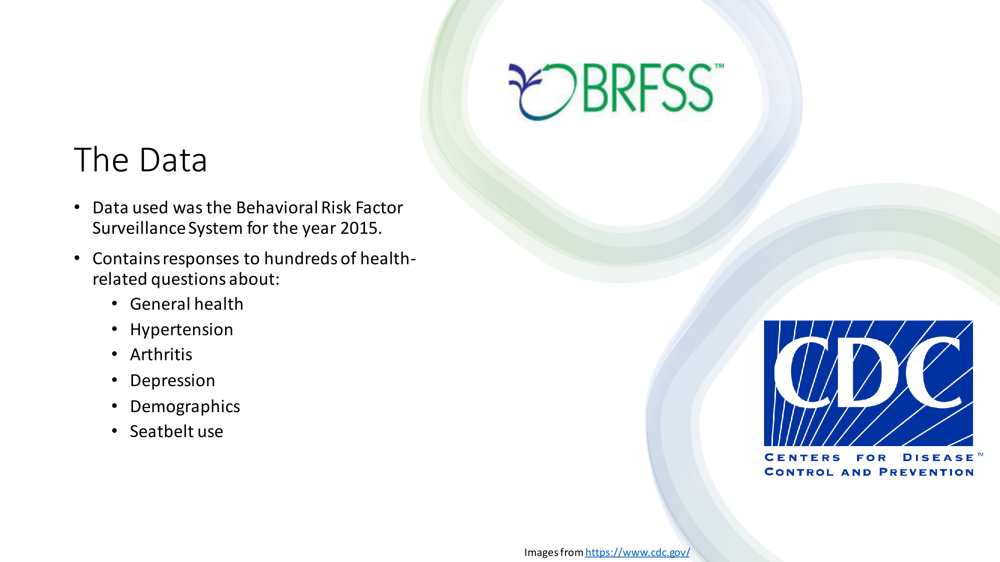 BRFSS™
The Data
• Data used was the Behavioral Risk Factor
Surveillance System for the year 2015.
• Contains responses to hundreds of health-
related questions about:
• General health
• Hypertension
• Arthritis
• Depression
• Demographics
• Seatbelt use
CDC
CENTERS FOR DISEASE™
CONTROL AND PREVENTION
Images from https://www.cdc.gov/